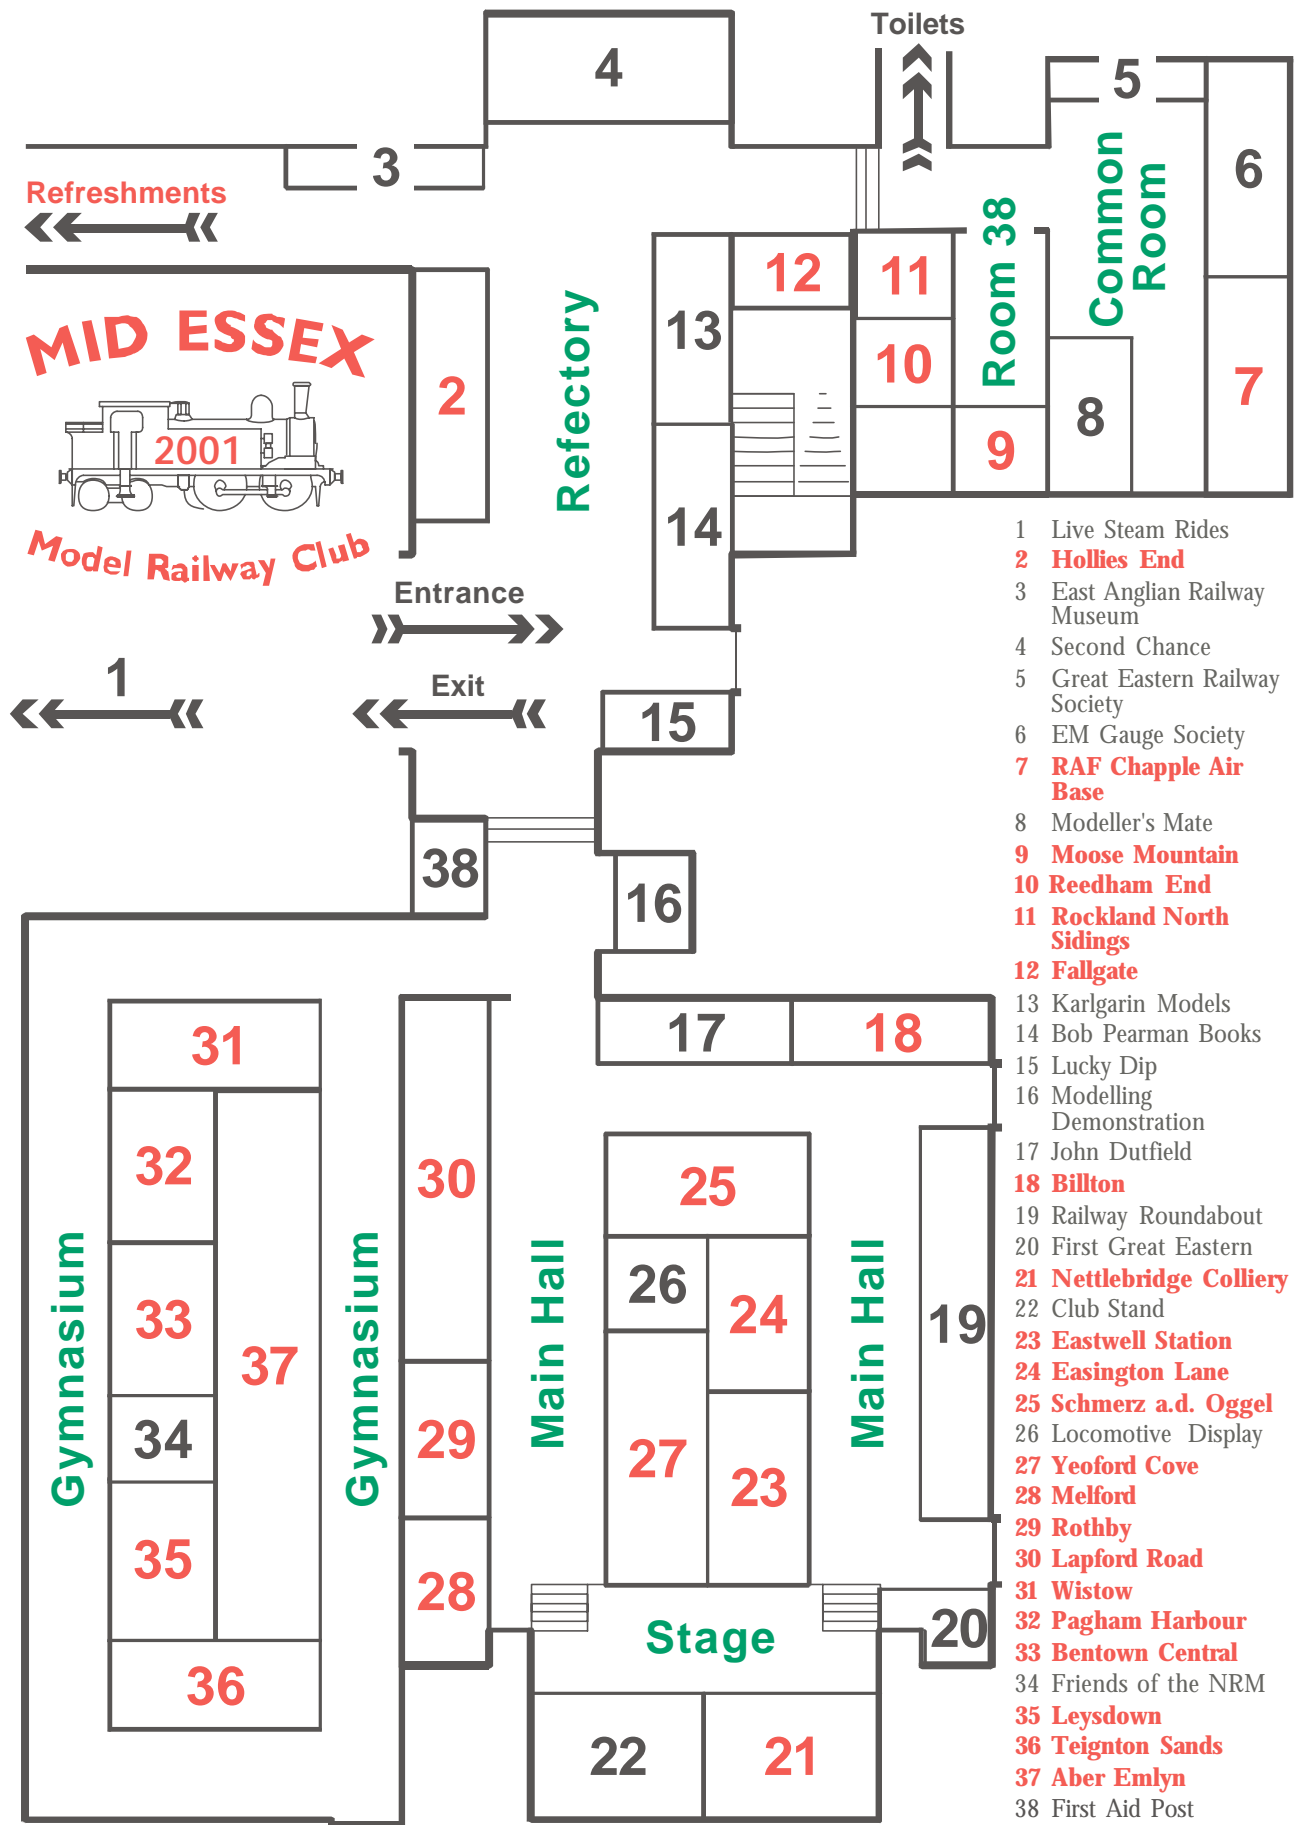 Toilets
4
5
3
6
Refreshments
Room 38
Common
Room
12
11
MID ESSEX
13
10
Refectory
2
7
8
2001
9
14
Model Railway Club
Entrance
1
Exit
15
38
16
17
18
31
30
25
32
26
24
Gymnasium
Gymnasium
Main Hall
Main Hall
33
19
37
34
29
27
23
35
28
20
Stage
36
22
21
1 Live Steam Rides
2 Hollies End
3 East Anglian Railway
Museum
4 Second Chance
5 Great Eastern Railway
Society
6 EM Gauge Society
7 RAF Chapple Air
Base
8 Modeller's Mate
9 Moose Mountain
10 Reedham End
11 Rockland North
Sidings
12 Fallgate
13 Karlgarin Models
14 Bob Pearman Books
15 Lucky Dip
16 Modelling
Demonstration
17 John Dutfield
18 Billton
19 Railway Roundabout
20 First Great Eastern
21 Nettlebridge Colliery
22 Club Stand
23 Eastwell Station
24 Easington Lane
25 Schmerz a.d. Oggel
26 Locomotive Display
27 Yeoford Cove
28 Melford
29 Rothby
30 Lapford Road
31 Wistow
32 Pagham Harbour
33 Bentown Central
34 Friends of the NRM
35 Leysdown
36 Teignton Sands
37 Aber Emlyn
38 First Aid Post